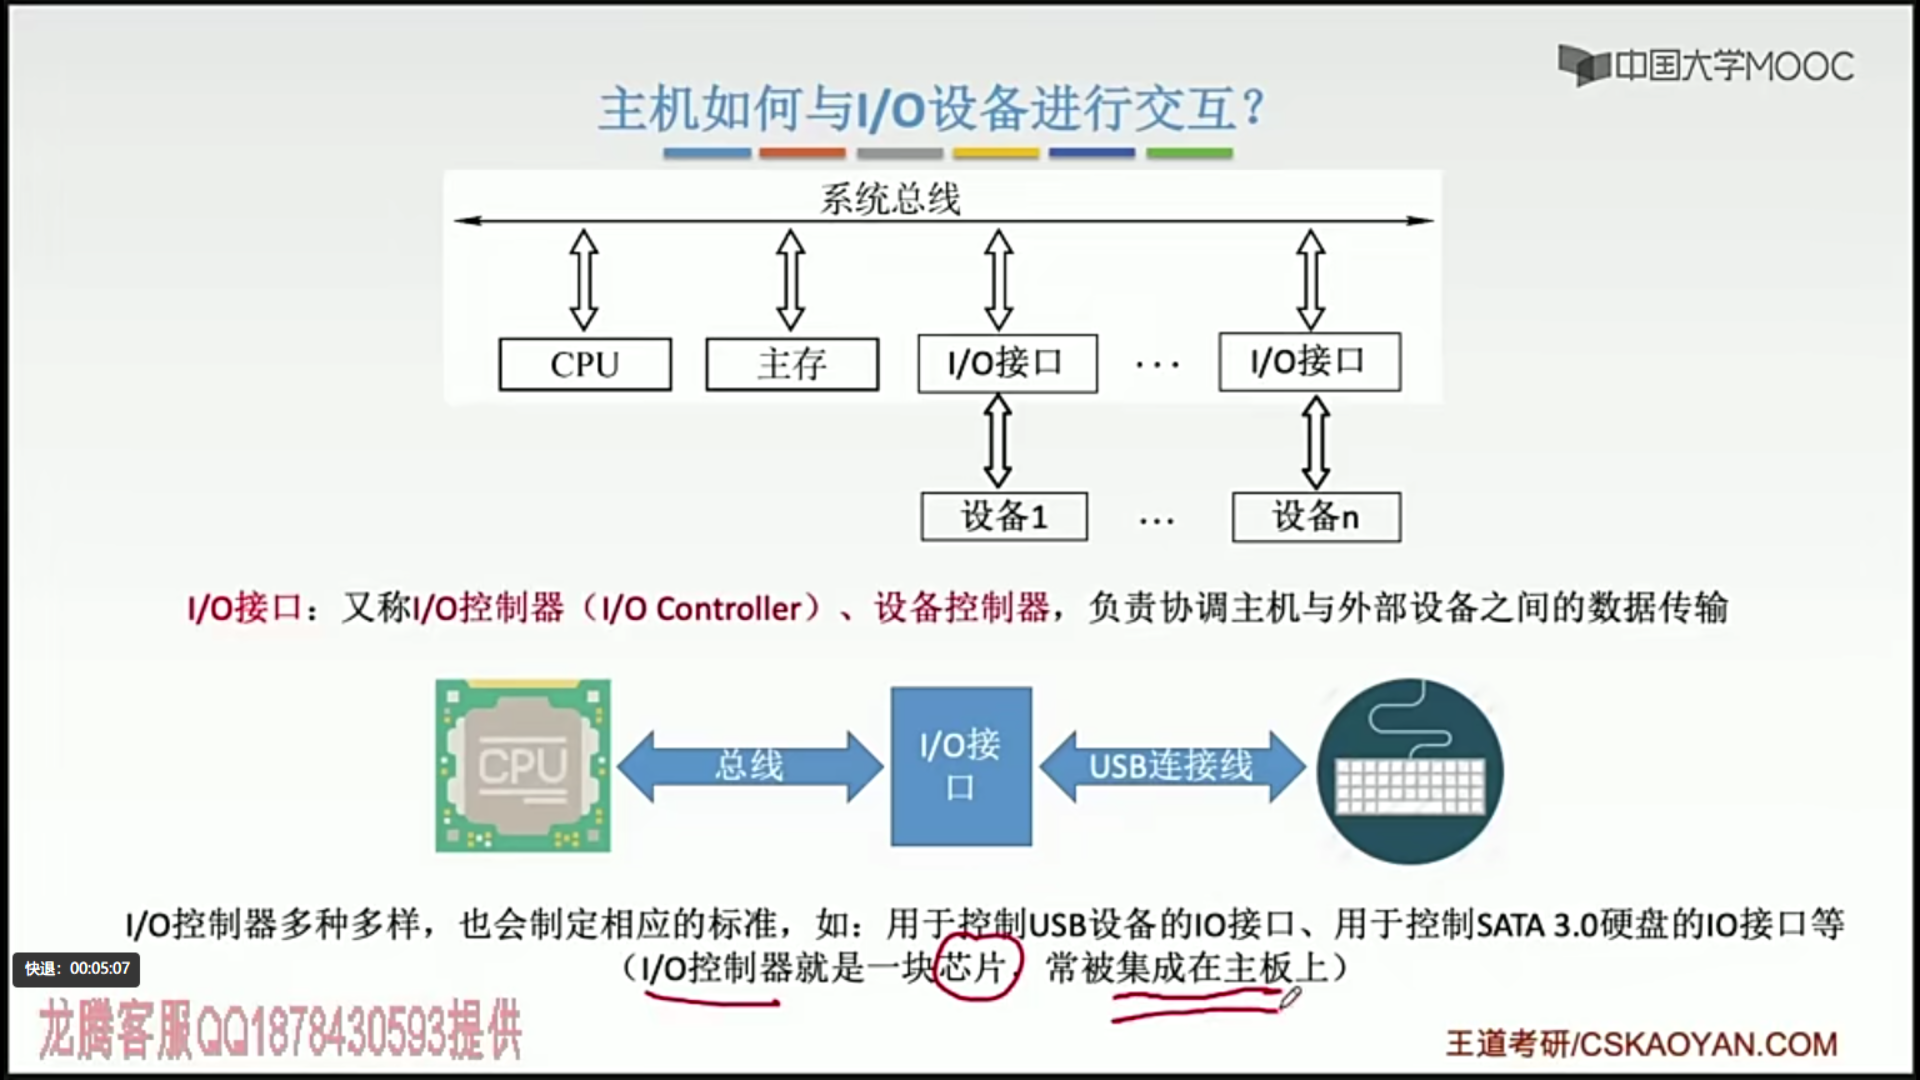 中国大学MOOC
主机如何与I/O设备进行交互？
系统总线
CPU 主存 I/O接口 ··· I/O接口
设备1 ··· 设备n
I/O接口：又称I/O控制器（I/O Controller）、设备控制器，负责协调主机与外部设备之间的数据传输
CPU 总线 I/O接口 USB连接线
I/O控制器多种多样，也会制定相应的标准，如：用于控制USB设备的IO接口、用于控制SATA 3.0硬盘的IO接口等
（I/O控制器就是一块芯片，常被集成在主板上）
快退：00:05:07
龙腾客服QQ1878430593提供
王道考研/CSKAOYAN.COM